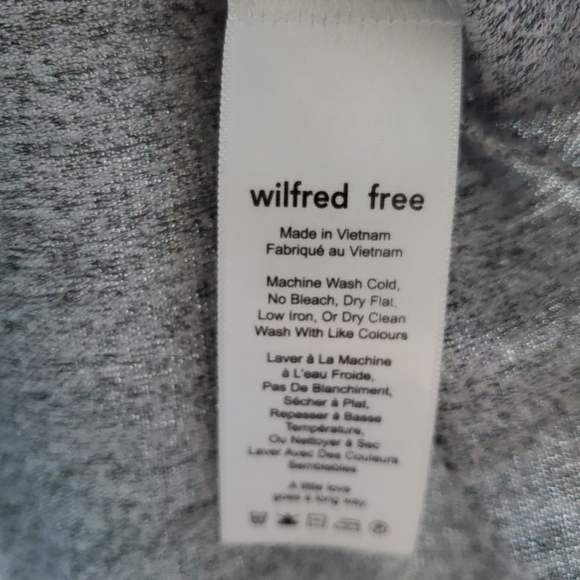 wilfred free
Made in Vietnam
Fabriqué au Vietnam
Machine Wash Cold,
No Bleach, Dry Flat,
Low Iron, Or Dry Clean
Wash With Like Colours
Laver à La Machine
à L'eau Froide,
Pas De Blanchiment,
Sécher à Plat,
Repasser à Basse
Température,
Ou Nettoyer à Sec
Laver Avec Des Couleurs
Semblables
A little love
goes a long way.